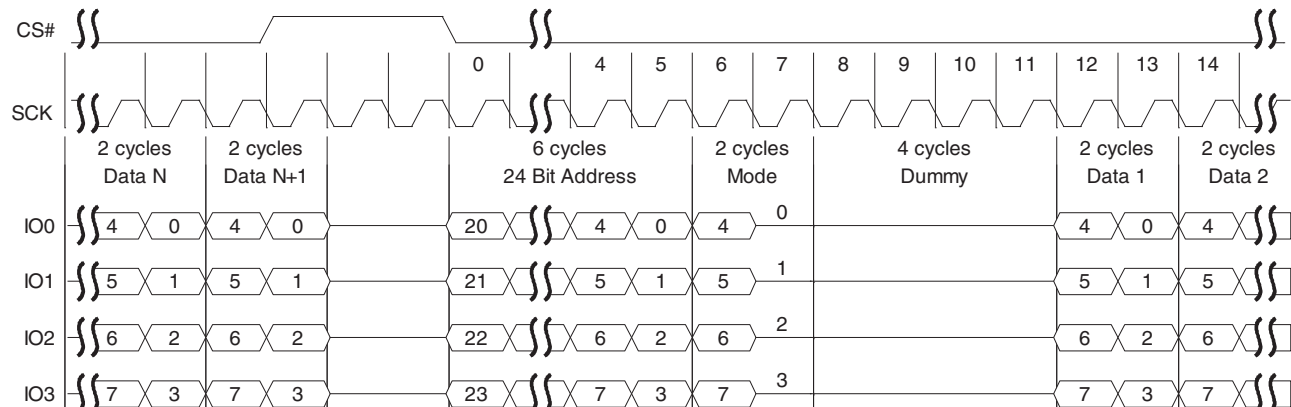 CS#
0 4 5 6 7 8 9 10 11 12 13 14
SCK
2 cycles 2 cycles 6 cycles 2 cycles 4 cycles 2 cycles 2 cycles
Data N Data N+1 24 Bit Address Mode Dummy Data 1 Data 2
IO0 4 0 4 0 20 4 0 4 0 4 0 4
IO1 5 1 5 1 21 5 1 5 1 5 1 5
IO2 6 2 6 2 22 6 2 6 2 6 2 6
IO3 7 3 7 3 23 7 3 7 3 7 3 7